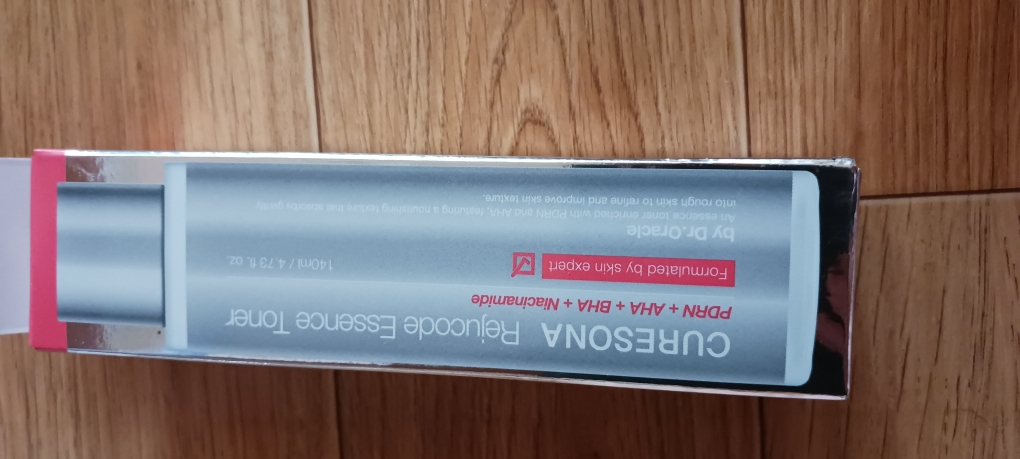 CURESONA Rejucode Essence Toner
PDRN + AHA + BHA + Niacinamide
Formulated by skin expert
140ml / 4.73 fl. oz.
by Dr.Oracle
An essence toner enriched with PDRN and AHA, featuring a nourishing texture that absorbs gently
into rough skin to refine and improve skin texture.